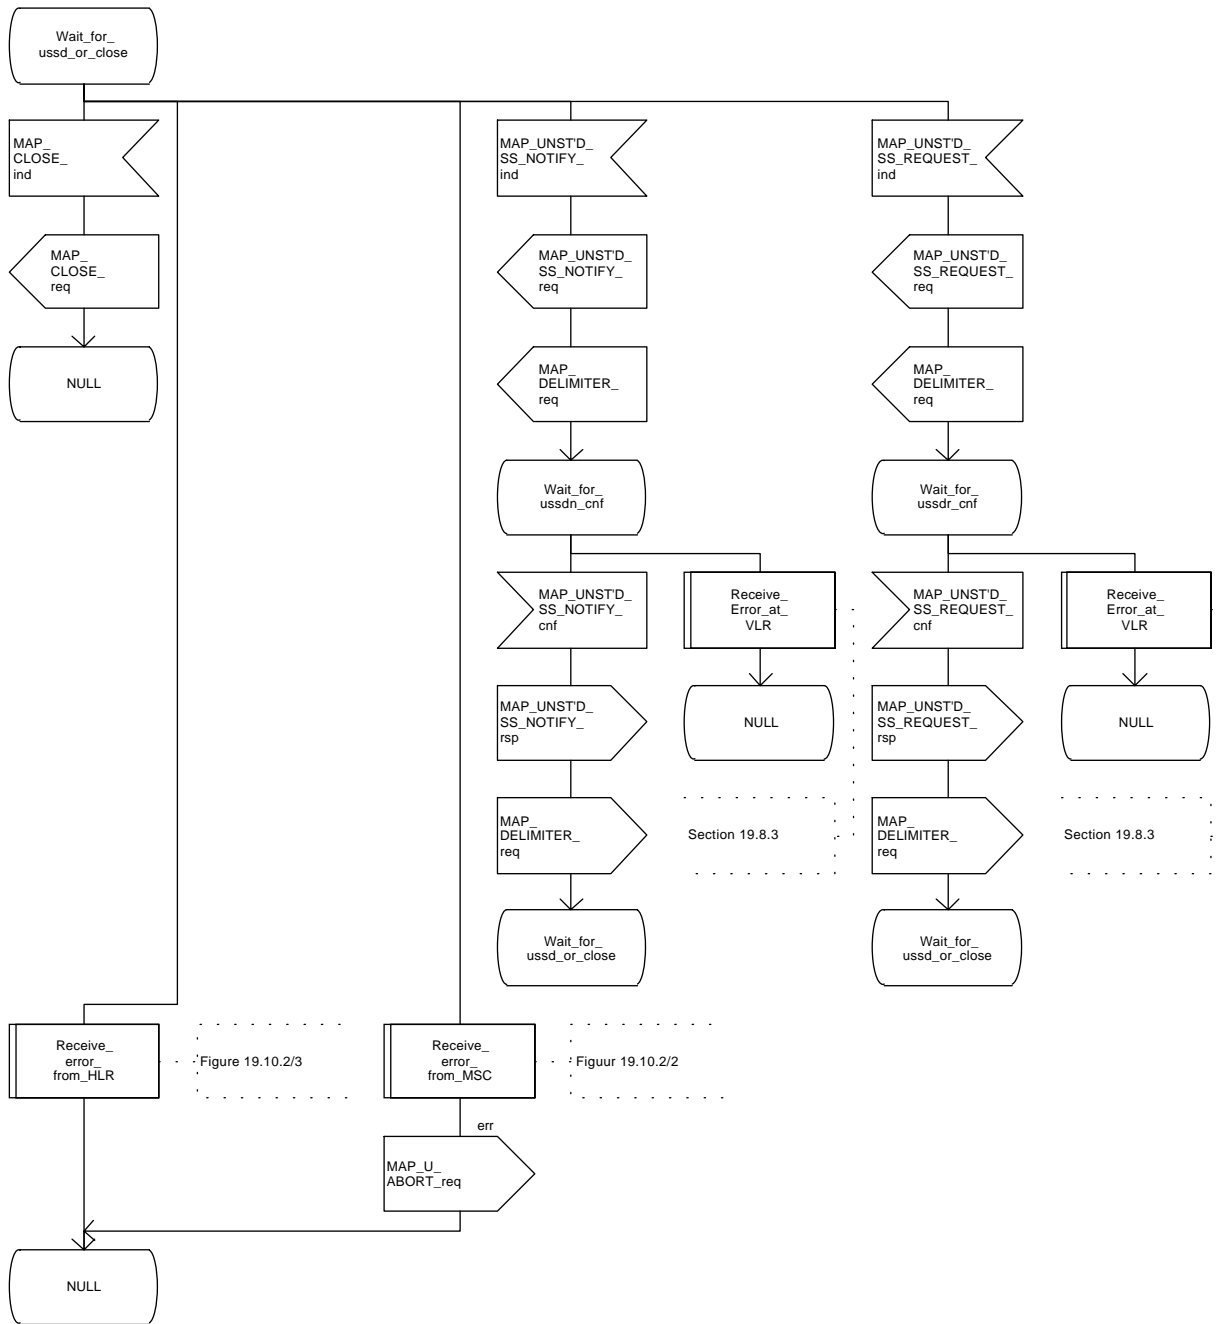 Wait_for_
ussd_or_close
MAP_
CLOSE_
ind
MAP_UNST'D_
SS_NOTIFY_
ind
MAP_UNST'D_
SS_REQUEST_
ind
MAP_
CLOSE_
req
MAP_UNST'D_
SS_NOTIFY_
req
MAP_UNST'D_
SS_REQUEST_
req
NULL
MAP_
DELIMITER_
req
MAP_
DELIMITER_
req
Wait_for_
ussdn_cnf
Wait_for_
ussdr_cnf
MAP_UNST'D_
SS_NOTIFY_
cnf
Receive_
Error_at_
VLR
MAP_UNST'D_
SS_REQUEST_
cnf
Receive_
Error_at_
VLR
MAP_UNST'D_
SS_NOTIFY_
rsp
NULL
MAP_UNST'D_
SS_REQUEST_
rsp
NULL
MAP_
DELIMITER_
req
Section 19.8.3
MAP_
DELIMITER_
req
Section 19.8.3
Wait_for_
ussd_or_close
Wait_for_
ussd_or_close
Receive_
error_
from_HLR
Figure 19.10.2/3
Receive_
error_
from_MSC
Figuur 19.10.2/2
err
MAP_U_
ABORT_req
NULL